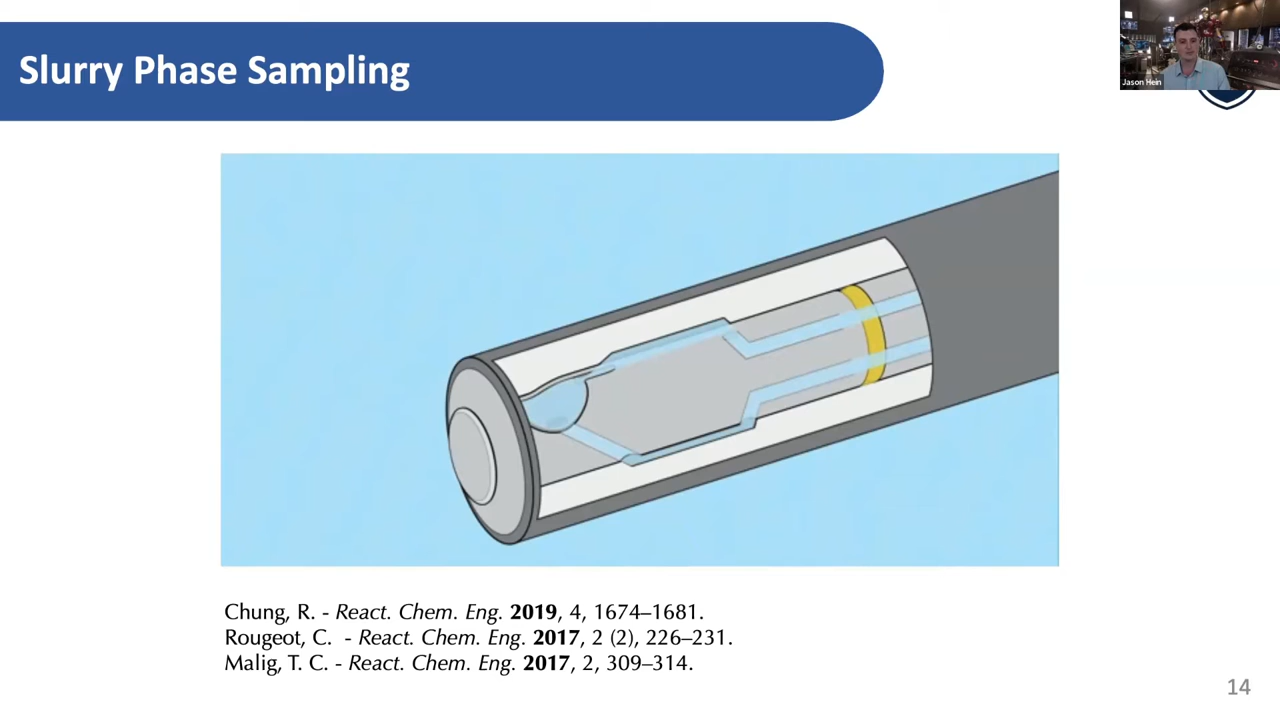 Slurry Phase Sampling
Jason Hein
Chung, R. - React. Chem. Eng. 2019, 4, 1674–1681.
Rougeot, C. - React. Chem. Eng. 2017, 2 (2), 226–231.
Malig, T. C. - React. Chem. Eng. 2017, 2, 309–314.
14